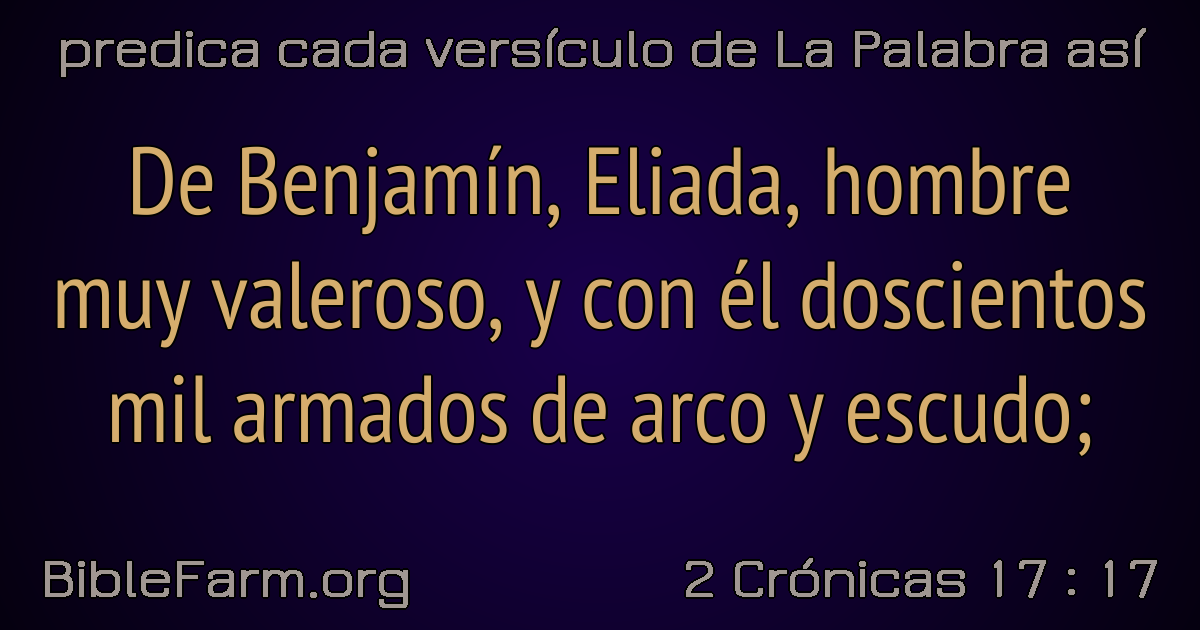 predica cada versículo de La Palabra así
De Benjamín, Eliada, hombre
muy valeroso, y con él doscientos
mil armados de arco y escudo;
BibleFarm.org
2 Crónicas 17 : 17